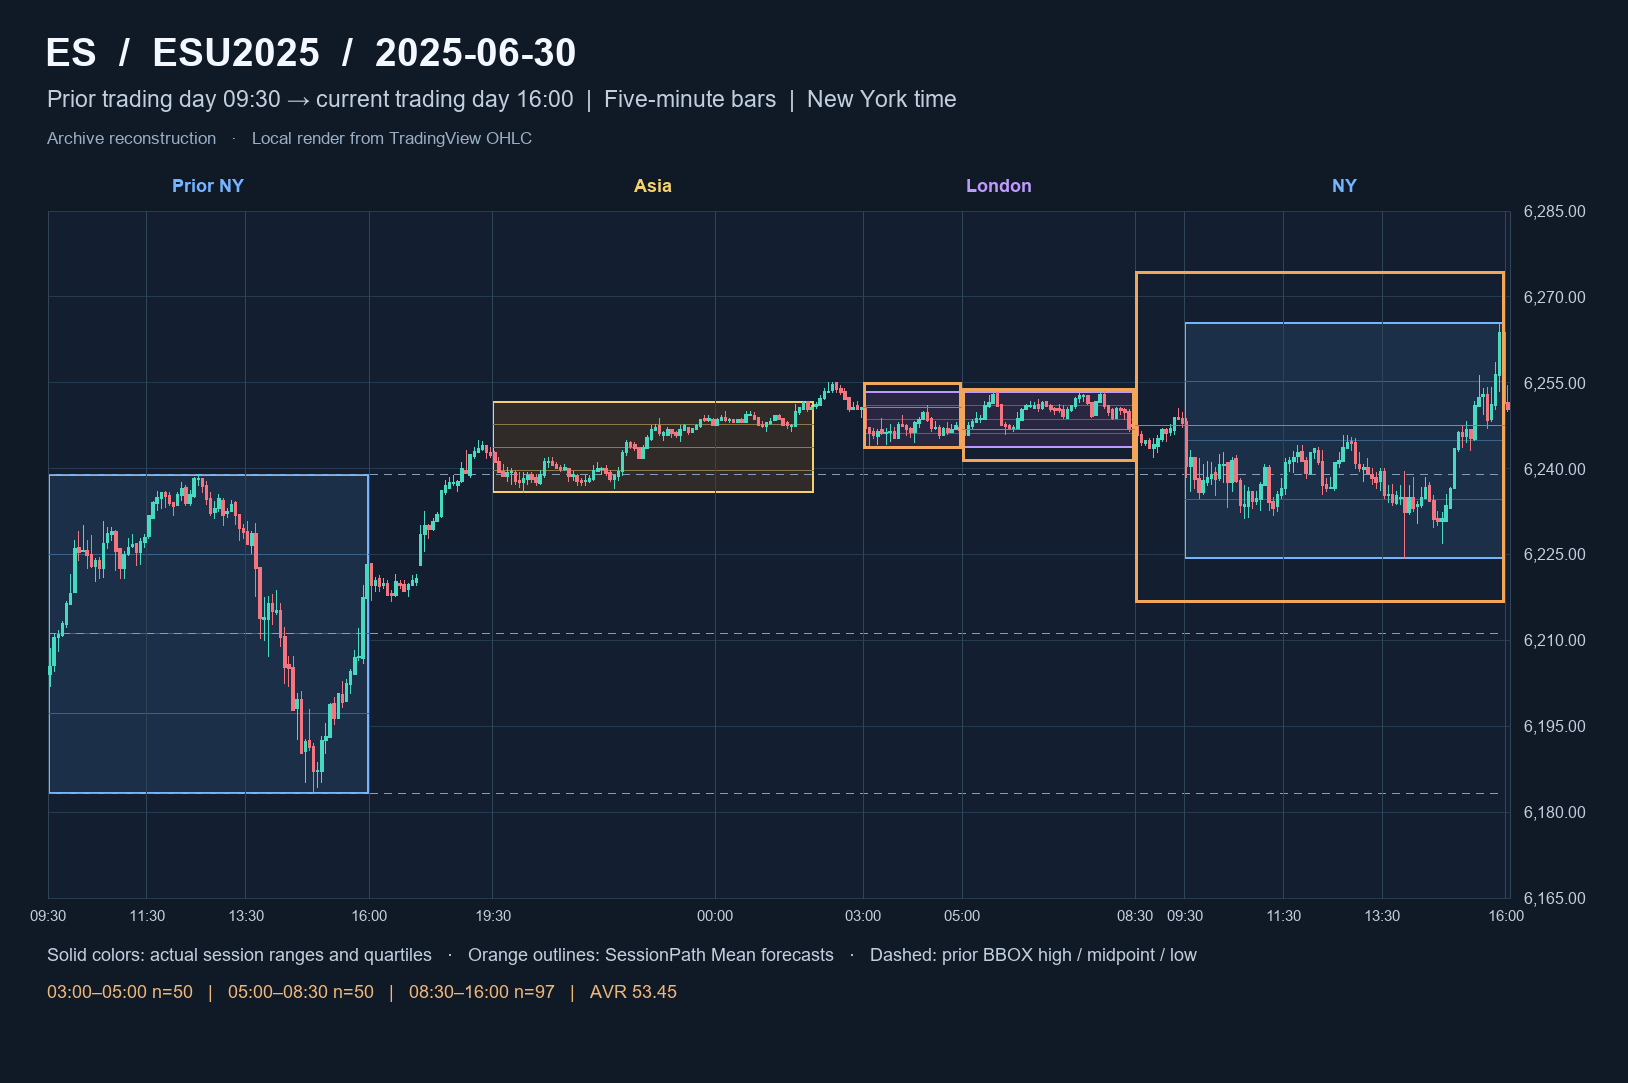 ES / ESU2025 / 2025-06-30
Prior trading day 09:30 → current trading day 16:00 | Five-minute bars | New York time
Archive reconstruction · Local render from TradingView OHLC
Prior NY Asia London NY
6,285.00
6,270.00
6,255.00
6,240.00
6,225.00
6,210.00
6,195.00
6,180.00
6,165.00
09:30 11:30 13:30 16:00 19:30 00:00 03:00 05:00 08:30 09:30 11:30 13:30 16:00
Solid colors: actual session ranges and quartiles · Orange outlines: SessionPath Mean forecasts · Dashed: prior BBOX high / midpoint / low
03:00–05:00 n=50 | 05:00–08:30 n=50 | 08:30–16:00 n=97 | AVR 53.45